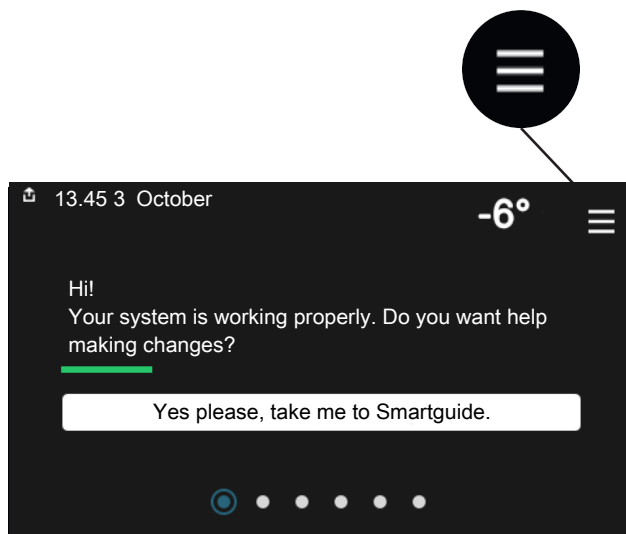 13.45 3 October
-6°
Hi!
Your system is working properly. Do you want help
making changes?
Yes please, take me to Smartguide.